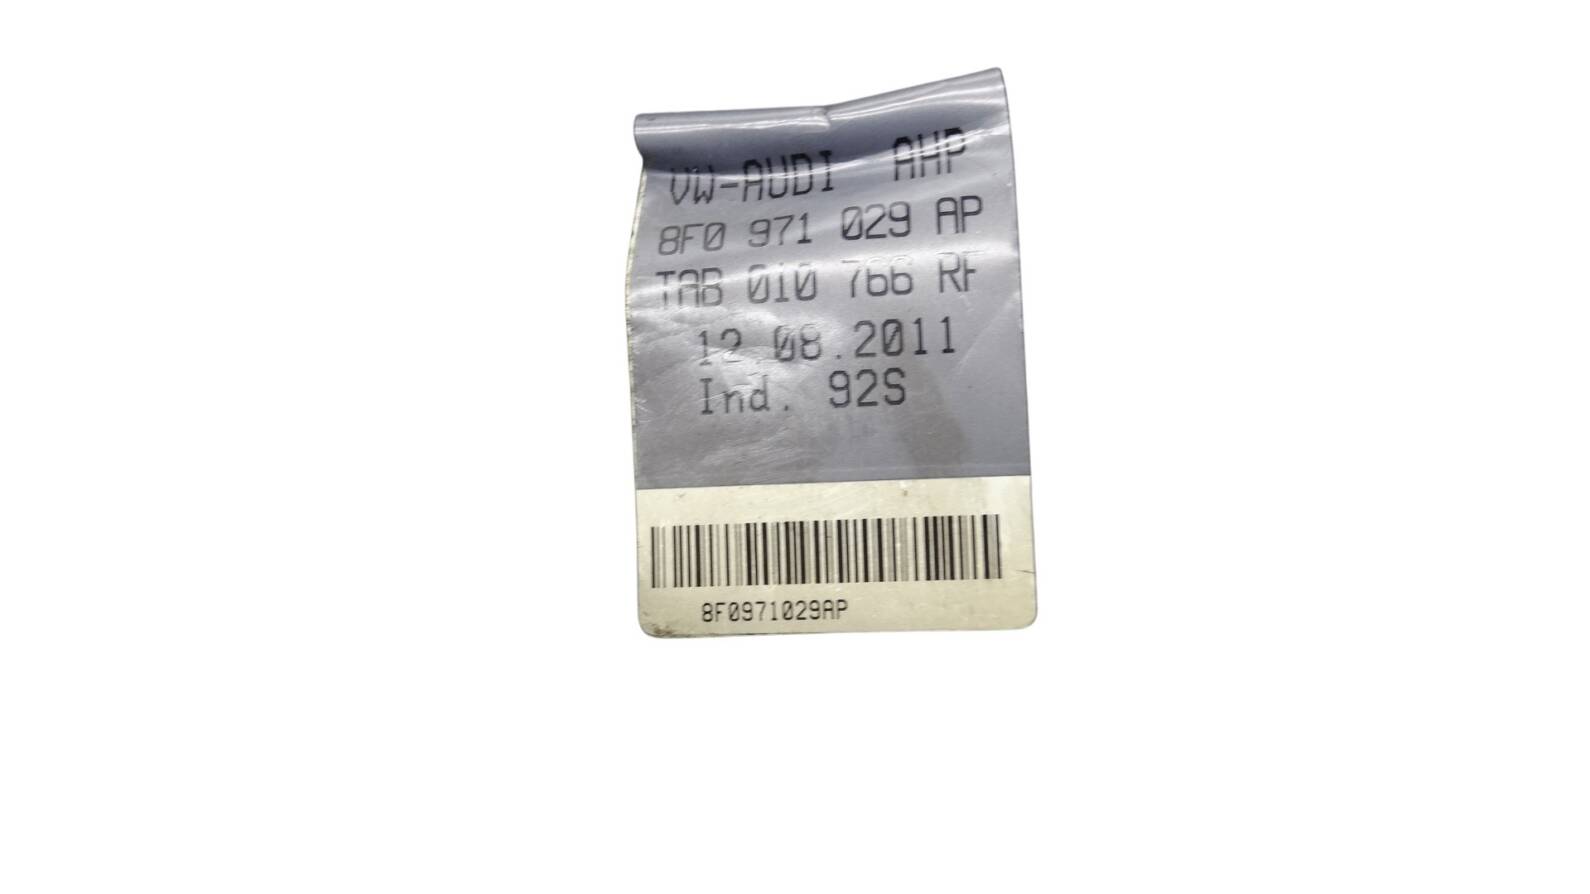 VW-AUDI AHP
8F0 971 029 AP
TAB 010 766 RF
12.08.2011
Ind. 92S
8F0971029AP